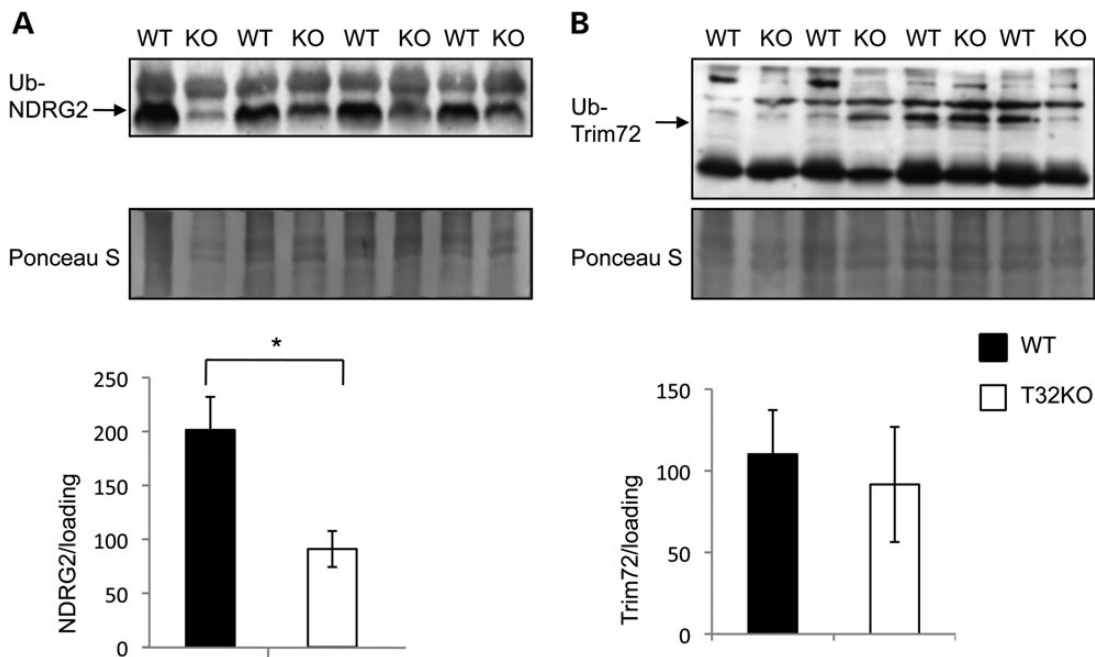 A
WT KO WT KO WT KO WT KO
Ub-
NDRG2
Ponceau S
*
250
200
150
100
50
0
NDRG2/loading
B
WT KO WT KO WT KO WT KO
Ub-
Trim72
Ponceau S
WT
T32KO
150
100
50
0
Trim72/loading